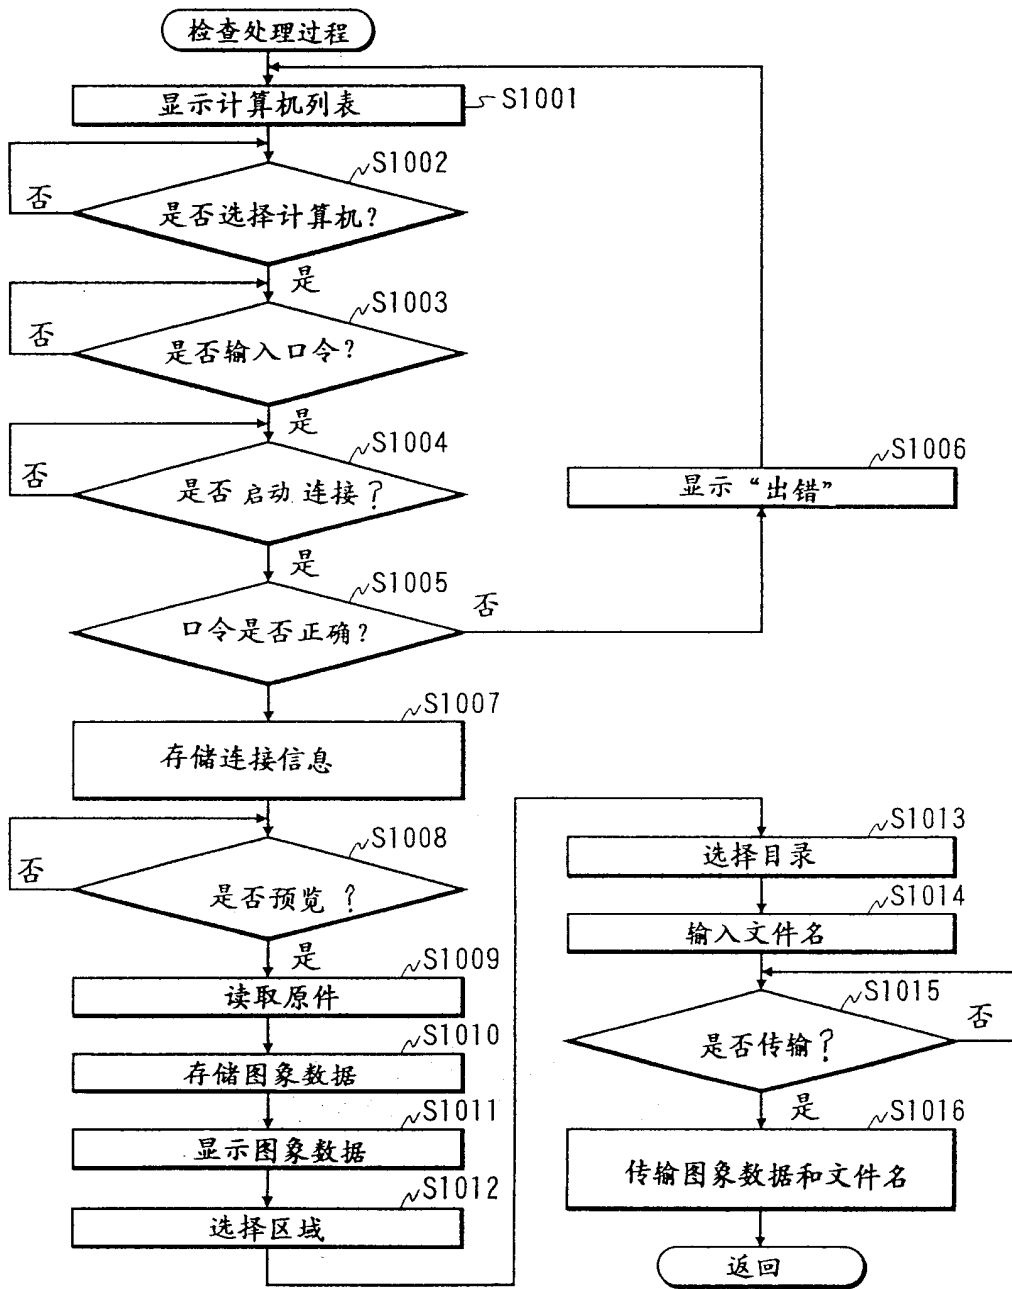 检查处理过程
显示计算机列表
S1001
S1002
是否选择计算机?
否
是
S1003
是否输入口令?
否
是
S1004
是否启动连接?
否
是
S1005
口令是否正确?
否
S1006
显示“出错”
S1007
存储连接信息
S1008
是否预览?
否
是
S1009
读取原件
S1010
存储图象数据
S1011
显示图象数据
S1012
选择区域
S1013
选择目录
S1014
输入文件名
S1015
是否传输?
否
是
S1016
传输图象数据和文件名
返回